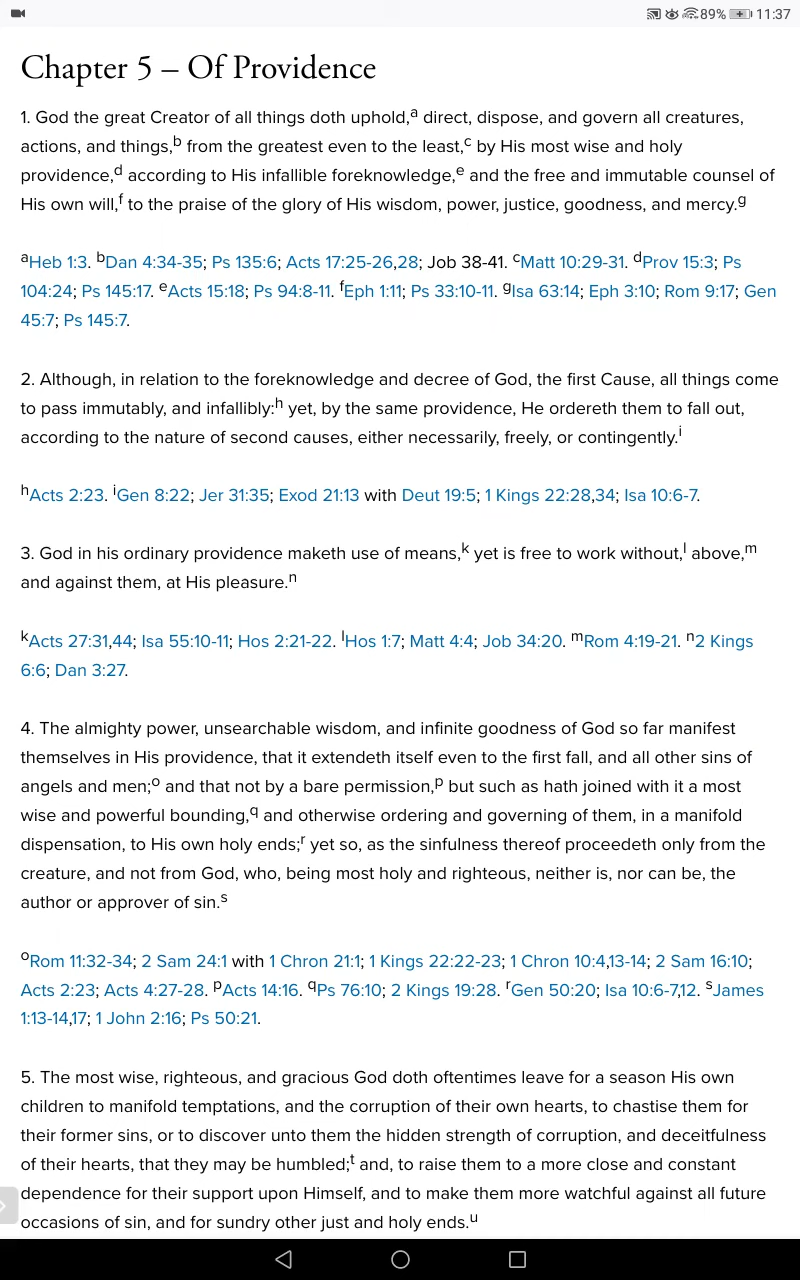 89% 11:37
Chapter 5 – Of Providence
1. God the great Creator of all things doth uphold,a direct, dispose, and govern all creatures,
actions, and things,b from the greatest even to the least,c by His most wise and holy
providence,d according to His infallible foreknowledge,e and the free and immutable counsel of
His own will,f to the praise of the glory of His wisdom, power, justice, goodness, and mercy.g
aHeb 1:3. bDan 4:34-35; Ps 135:6; Acts 17:25-26,28; Job 38-41. cMatt 10:29-31. dProv 15:3; Ps
104:24; Ps 145:17. eActs 15:18; Ps 94:8-11. fEph 1:11; Ps 33:10-11. gIsa 63:14; Eph 3:10; Rom 9:17; Gen
45:7; Ps 145:7.
2. Although, in relation to the foreknowledge and decree of God, the first Cause, all things come
to pass immutably, and infallibly:h yet, by the same providence, He ordereth them to fall out,
according to the nature of second causes, either necessarily, freely, or contingently.i
hActs 2:23. iGen 8:22; Jer 31:35; Exod 21:13 with Deut 19:5; 1 Kings 22:28,34; Isa 10:6-7.
3. God in his ordinary providence maketh use of means,k yet is free to work without,l above,m
and against them, at His pleasure.n
kActs 27:31,44; Isa 55:10-11; Hos 2:21-22. lHos 1:7; Matt 4:4; Job 34:20. mRom 4:19-21. n2 Kings
6:6; Dan 3:27.
4. The almighty power, unsearchable wisdom, and infinite goodness of God so far manifest
themselves in His providence, that it extendeth itself even to the first fall, and all other sins of
angels and men;o and that not by a bare permission,p but such as hath joined with it a most
wise and powerful bounding,q and otherwise ordering and governing of them, in a manifold
dispensation, to His own holy ends;r yet so, as the sinfulness thereof proceedeth only from the
creature, and not from God, who, being most holy and righteous, neither is, nor can be, the
author or approver of sin.s
oRom 11:32-34; 2 Sam 24:1 with 1 Chron 21:1; 1 Kings 22:22-23; 1 Chron 10:4,13-14; 2 Sam 16:10;
Acts 2:23; Acts 4:27-28. pActs 14:16. qPs 76:10; 2 Kings 19:28. rGen 50:20; Isa 10:6-7,12. sJames
1:13-14,17; 1 John 2:16; Ps 50:21.
5. The most wise, righteous, and gracious God doth oftentimes leave for a season His own
children to manifold temptations, and the corruption of their own hearts, to chastise them for
their former sins, or to discover unto them the hidden strength of corruption, and deceitfulness
of their hearts, that they may be humbled;t and, to raise them to a more close and constant
dependence for their support upon Himself, and to make them more watchful against all future
occasions of sin, and for sundry other just and holy ends.u